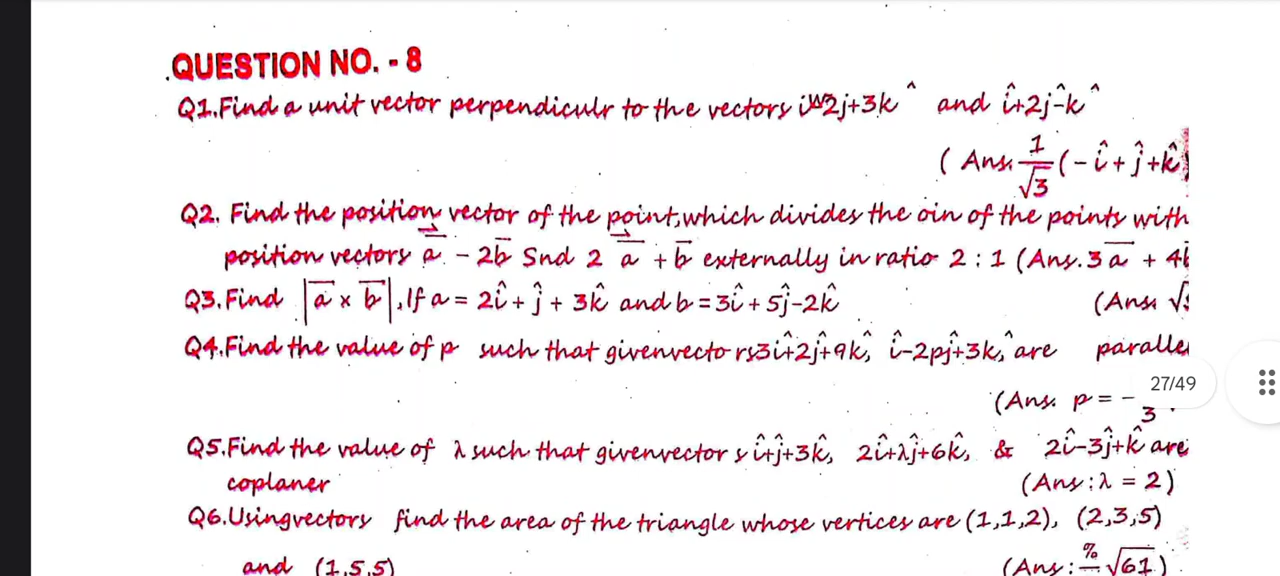 QUESTION NO. - 8
Q1.Find a unit vector perpendiculr to the vectors 2j+3k^ and î+2j-k^
(Ans. 1/√3 (-î+ĵ+k̂
Q2. Find the position vector of the point,which divides the oin of the points with
position vectors a - 2b Snd 2 a + b externally in ratio 2 : 1 (Ans.3 a + 4
Q3.Find |a x b|.If a = 2î + ĵ + 3k̂ and b = 3î + 5ĵ-2k̂ (Ans √
Q4.Find the value of p such that givenvecto rs3î+2ĵ+9k̂, î-2pĵ+3k̂, are
(Ans. p = - 3
27/49
Q5.Find the value of λ such that givenvector s î+ĵ+3k̂, 2î+λĵ+6k̂, & 2î-3ĵ+k̂ are
coplaner (Ans : λ = 2)
Q6.Usingvectors find the area of the triangle whose vertices are (1,1,2), (2,3,5)
and (1,5,5) (Ans : % √61)